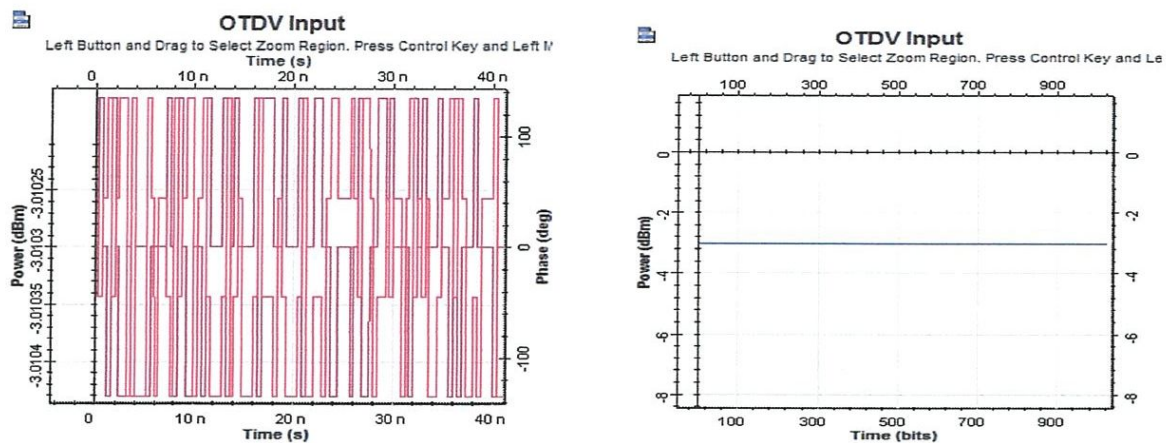 OTDV Input
Left Button and Drag to Select Zoom Region. Press Control Key and Left M
Time (s)
0 10 n 20 n 30 n 40 n
Power (dBm)
-3.01025
-3.0103
-3.01035
-3.0104
100
0
-100
Phase (deg)
0 10 n 20 n 30 n 40 n
Time (s)
OTDV Input
Left Button and Drag to Select Zoom Region. Press Control Key and Le
100 300 500 700 900
Power (dBm)
0
-2
-4
-6
-8
0
-2
-4
-6
-8
100 300 500 700 900
Time (bits)